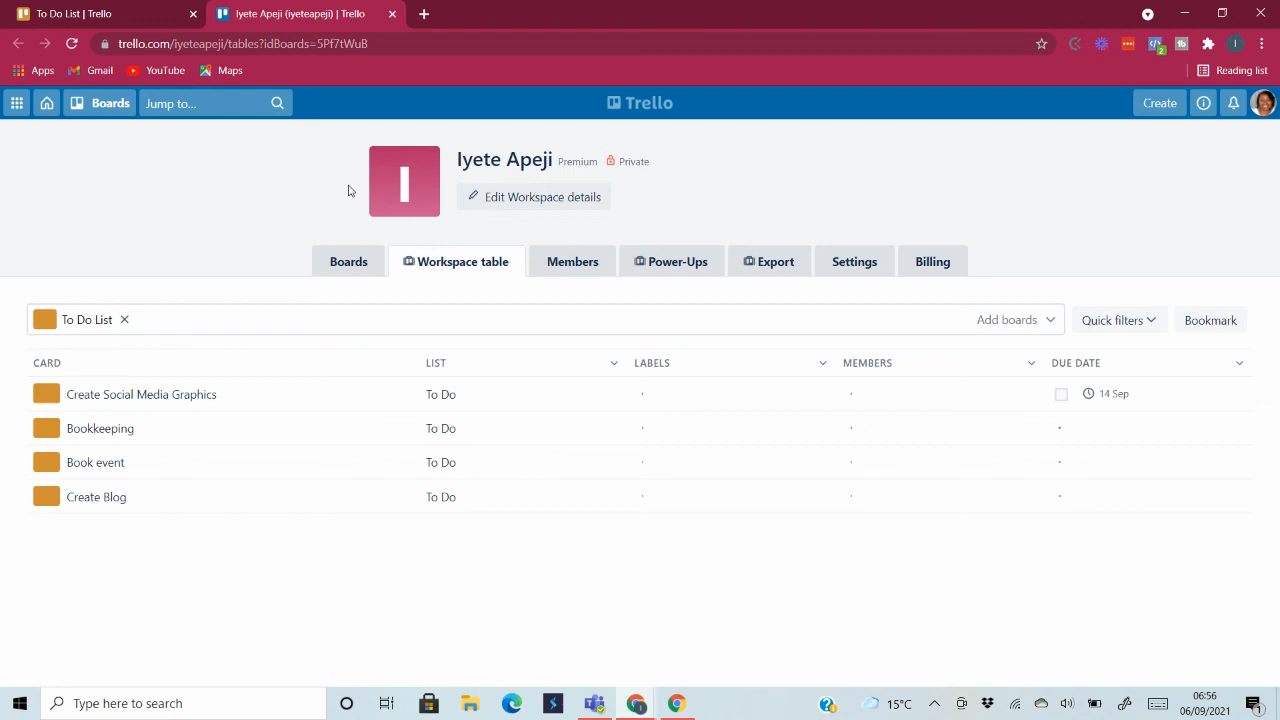 To Do List | Trello
Iyete Apeji (iyeteapeji) | Trello
trello.com/iyeteapeji/tables?idBoards=5Pf7tWuB
2
tb
I
Apps Gmail YouTube Maps Reading list
Boards Jump to... Trello Create
I
Iyete Apeji Premium Private
Edit Workspace details
Boards Workspace table Members Power-Ups Export Settings Billing
To Do List Add boards Quick filters Bookmark
CARD LIST LABELS MEMBERS DUE DATE
Create Social Media Graphics To Do 14 Sep
Bookkeeping To Do
Book event To Do
Create Blog To Do
Type here to search 15°C 06:56
06/09/2021 1